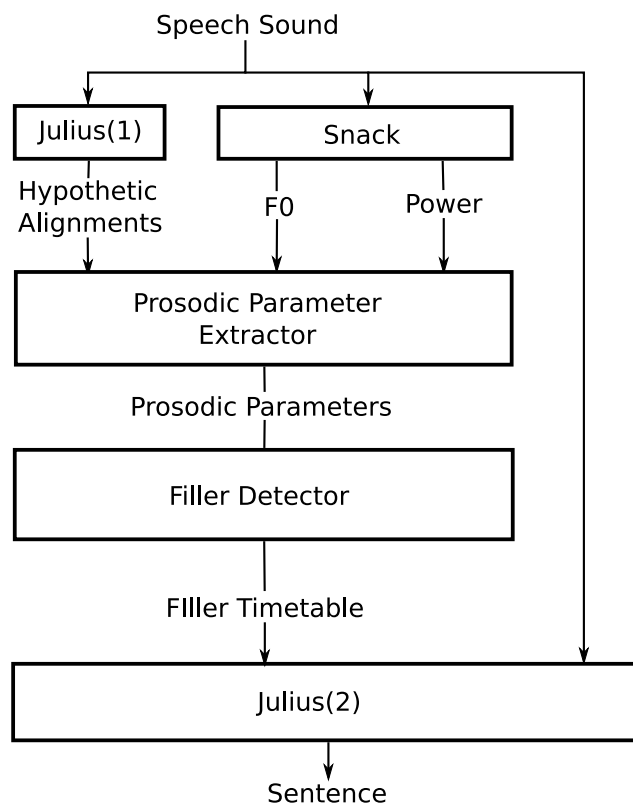 Speech Sound
Julius(1)
Snack
Hypothetic
Alignments
F0
Power
Prosodic Parameter
Extractor
Prosodic Parameters
Filler Detector
FIller Timetable
Julius(2)
Sentence